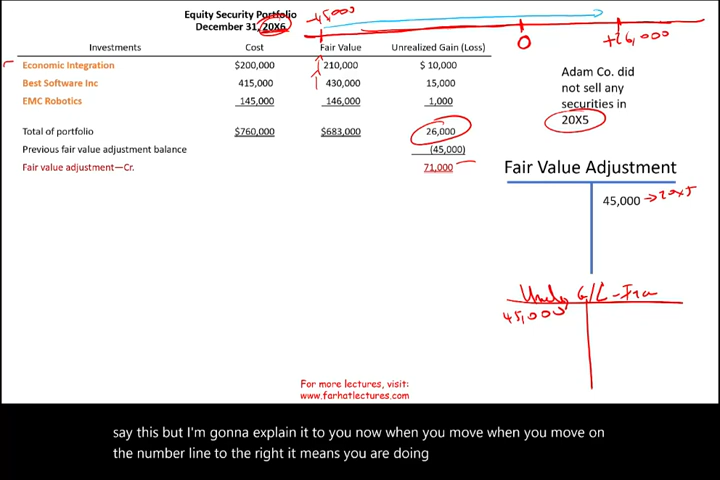 Equity Security Portfolio
December 31, 20X6
-45,000
0
+26,000
Investments Cost Fair Value Unrealized Gain (Loss)
Economic Integration $200,000 210,000 $ 10,000
Best Software Inc 415,000 430,000 15,000
EMC Robotics 145,000 146,000 1,000
Total of portfolio $760,000 $683,000 26,000
Previous fair value adjustment balance (45,000)
Fair value adjustment—Cr. 71,000
Adam Co. did
not sell any
securities in
20X5
Fair Value Adjustment
45,000 → 20X5
G/L -
45,000
For more lectures, visit:
www.farhatlectures.com
say this but I'm gonna explain it to you now when you move when you move on
the number line to the right it means you are doing